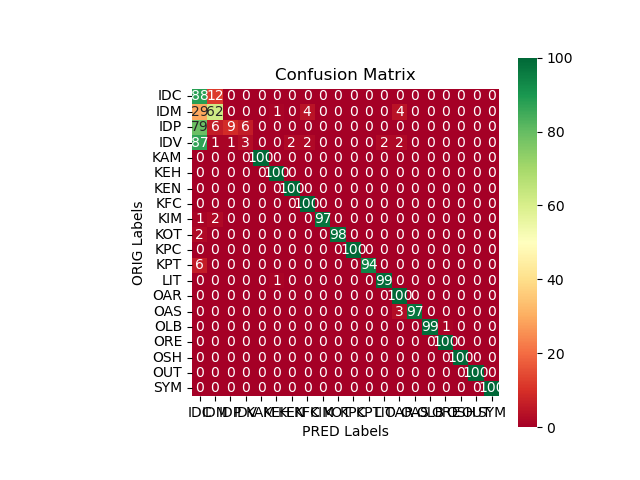 Confusion Matrix
IDC 88 12 0 0 0 0 0 0 0 0 0 0 0 0 0 0 0 0 0 0
IDM 29 62 0 0 0 1 0 4 0 0 0 0 0 4 0 0 0 0 0 0
IDP 79 6 9 6 0 0 0 0 0 0 0 0 0 0 0 0 0 0 0 0
IDV 87 1 1 3 0 0 2 2 0 0 0 0 2 2 0 0 0 0 0 0
KAM 0 0 0 0 100 0 0 0 0 0 0 0 0 0 0 0 0 0 0 0
KEH 0 0 0 0 0 100 0 0 0 0 0 0 0 0 0 0 0 0 0 0
KEN 0 0 0 0 0 0 100 0 0 0 0 0 0 0 0 0 0 0 0 0
KFC 0 0 0 0 0 0 0 100 0 0 0 0 0 0 0 0 0 0 0 0
KIM 1 2 0 0 0 0 0 0 97 0 0 0 0 0 0 0 0 0 0 0
KOT 2 0 0 0 0 0 0 0 0 98 0 0 0 0 0 0 0 0 0 0
KPC 0 0 0 0 0 0 0 0 0 0 100 0 0 0 0 0 0 0 0 0
KPT 6 0 0 0 0 0 0 0 0 0 0 94 0 0 0 0 0 0 0 0
LIT 0 0 0 0 0 1 0 0 0 0 0 0 99 0 0 0 0 0 0 0
OAR 0 0 0 0 0 0 0 0 0 0 0 0 0 100 0 0 0 0 0 0
OAS 0 0 0 0 0 0 0 0 0 0 0 0 0 3 97 0 0 0 0 0
OLB 0 0 0 0 0 0 0 0 0 0 0 0 0 0 0 99 1 0 0 0
ORE 0 0 0 0 0 0 0 0 0 0 0 0 0 0 0 0 100 0 0 0
OSH 0 0 0 0 0 0 0 0 0 0 0 0 0 0 0 0 0 100 0 0
OUT 0 0 0 0 0 0 0 0 0 0 0 0 0 0 0 0 0 0 100 0
SYM 0 0 0 0 0 0 0 0 0 0 0 0 0 0 0 0 0 0 0 100
IDC IDM IDP IDV KAM KEH KEN KFC KIM KOT KPC KPT LIT OAR OAS OLB ORE OSH OUT SYM
PRED Labels
ORIG Labels
100
80
60
40
20
0